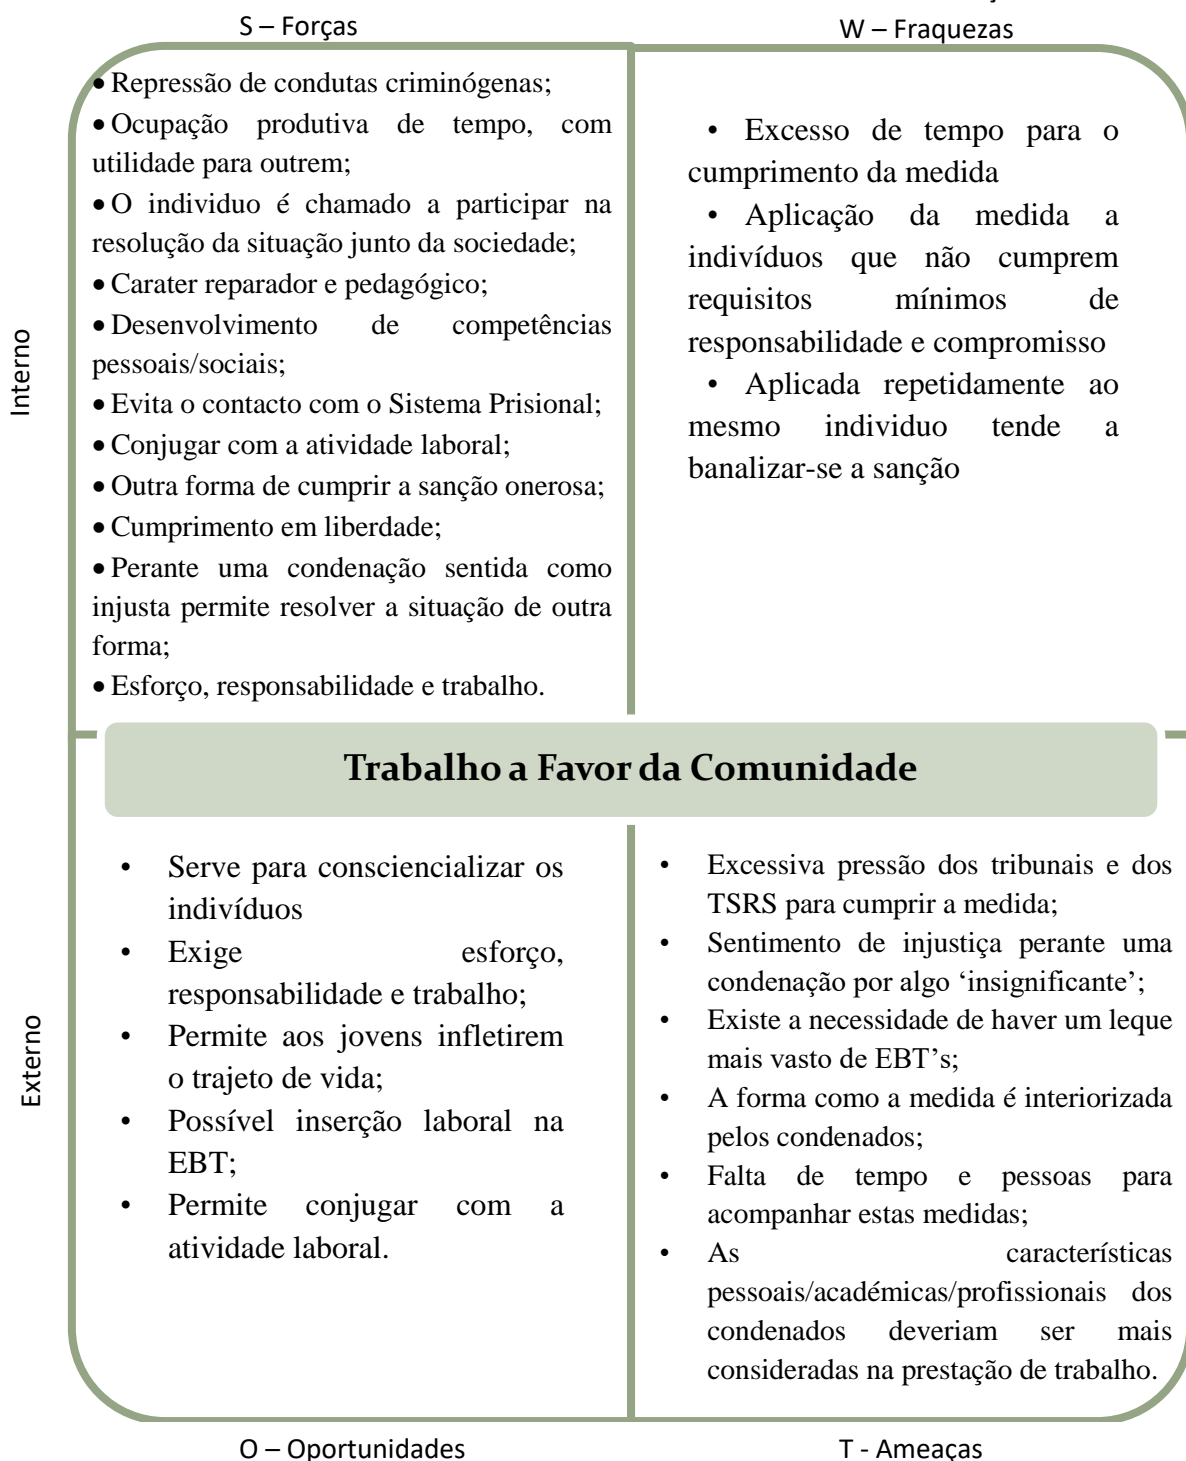 S – Forças
W – Fraquezas
Interno
• Repressão de condutas criminógenas;
• Ocupação produtiva de tempo, com
utilidade para outrem;
• O individuo é chamado a participar na
resolução da situação junto da sociedade;
• Carater reparador e pedagógico;
• Desenvolvimento de competências
pessoais/sociais;
• Evita o contacto com o Sistema Prisional;
• Conjugar com a atividade laboral;
• Outra forma de cumprir a sanção onerosa;
• Cumprimento em liberdade;
• Perante uma condenação sentida como
injusta permite resolver a situação de outra
forma;
• Esforço, responsabilidade e trabalho.
• Excesso de tempo para o
cumprimento da medida
• Aplicação da medida a
indivíduos que não cumprem
requisitos mínimos de
responsabilidade e compromisso
• Aplicada repetidamente ao
mesmo individuo tende a
banalizar-se a sanção
Trabalho a Favor da Comunidade
Externo
• Serve para consciencializar os
indivíduos
• Exige esforço,
responsabilidade e trabalho;
• Permite aos jovens infletirem
o trajeto de vida;
• Possível inserção laboral na
EBT;
• Permite conjugar com a
atividade laboral.
• Excessiva pressão dos tribunais e dos
TSRS para cumprir a medida;
• Sentimento de injustiça perante uma
condenação por algo ‘insignificante’;
• Existe a necessidade de haver um leque
mais vasto de EBT’s;
• A forma como a medida é interiorizada
pelos condenados;
• Falta de tempo e pessoas para
acompanhar estas medidas;
• As características
pessoais/académicas/profissionais dos
condenados deveriam ser mais
consideradas na prestação de trabalho.
O – Oportunidades
T - Ameaças